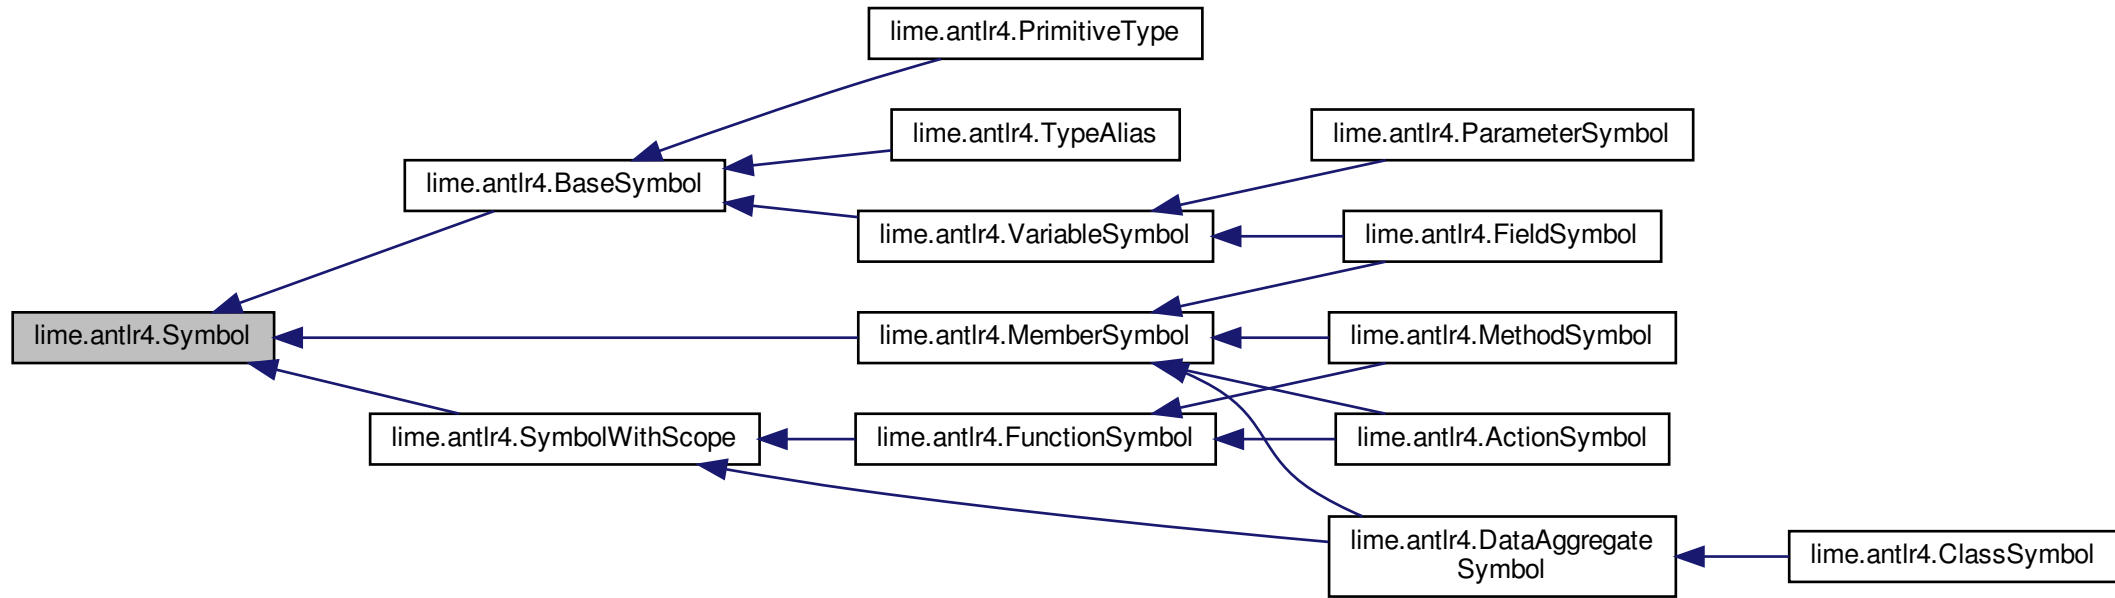 lime.antlr4.PrimitiveType
lime.antlr4.TypeAlias
lime.antlr4.ParameterSymbol
lime.antlr4.BaseSymbol
lime.antlr4.VariableSymbol
lime.antlr4.FieldSymbol
lime.antlr4.Symbol
lime.antlr4.MemberSymbol
lime.antlr4.MethodSymbol
lime.antlr4.SymbolWithScope
lime.antlr4.FunctionSymbol
lime.antlr4.ActionSymbol
lime.antlr4.DataAggregate
Symbol
lime.antlr4.ClassSymbol